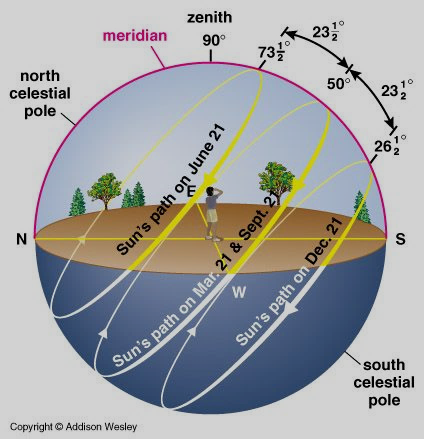 zenith
meridian
90°
73½°
23½°
50°
23½°
26½°
north
celestial
pole
Sun's path on June 21
E
N
S
W
Sun's path on Mar. 21 & Sept. 2
Sun's path on Dec. 21
south
celestial
pole
Copyright © Addison Wesley